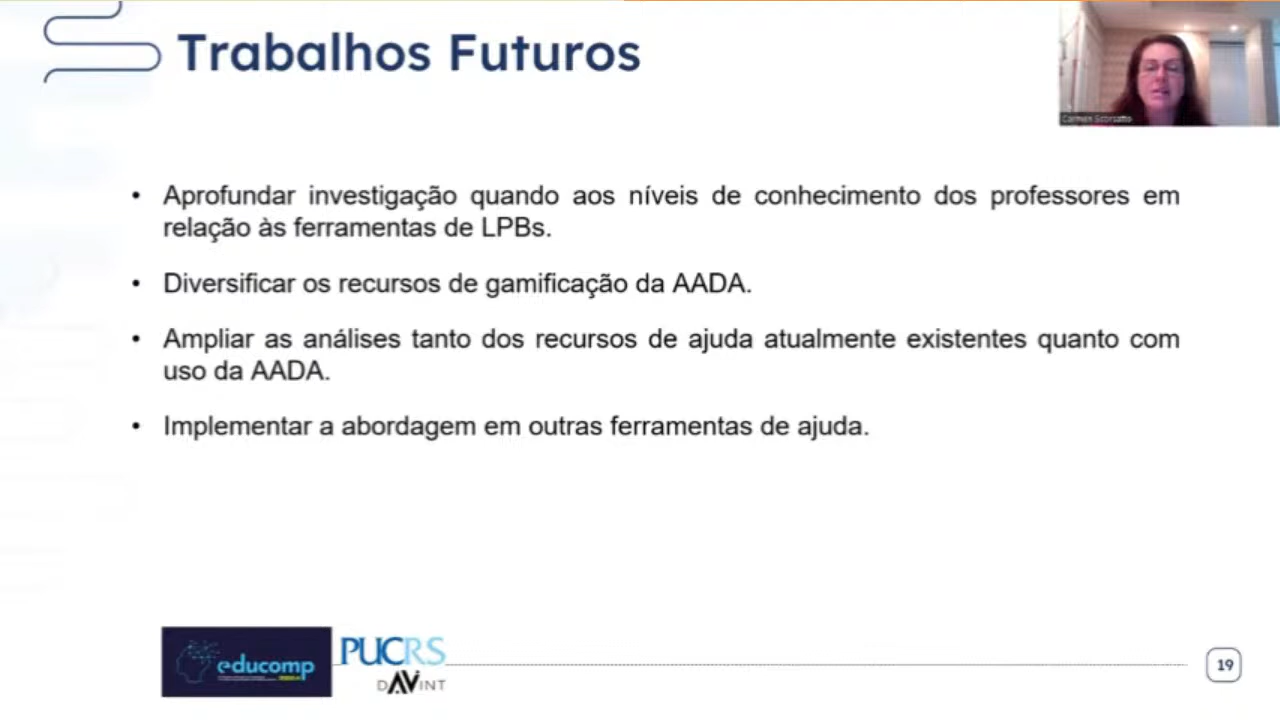 Trabalhos Futuros
Carmen Scorsatto
• Aprofundar investigação quando aos níveis de conhecimento dos professores em
relação às ferramentas de LPBs.
• Diversificar os recursos de gamificação da AADA.
• Ampliar as análises tanto dos recursos de ajuda atualmente existentes quanto com
uso da AADA.
• Implementar a abordagem em outras ferramentas de ajuda.
educomp
PUCRS
DAVINT
19